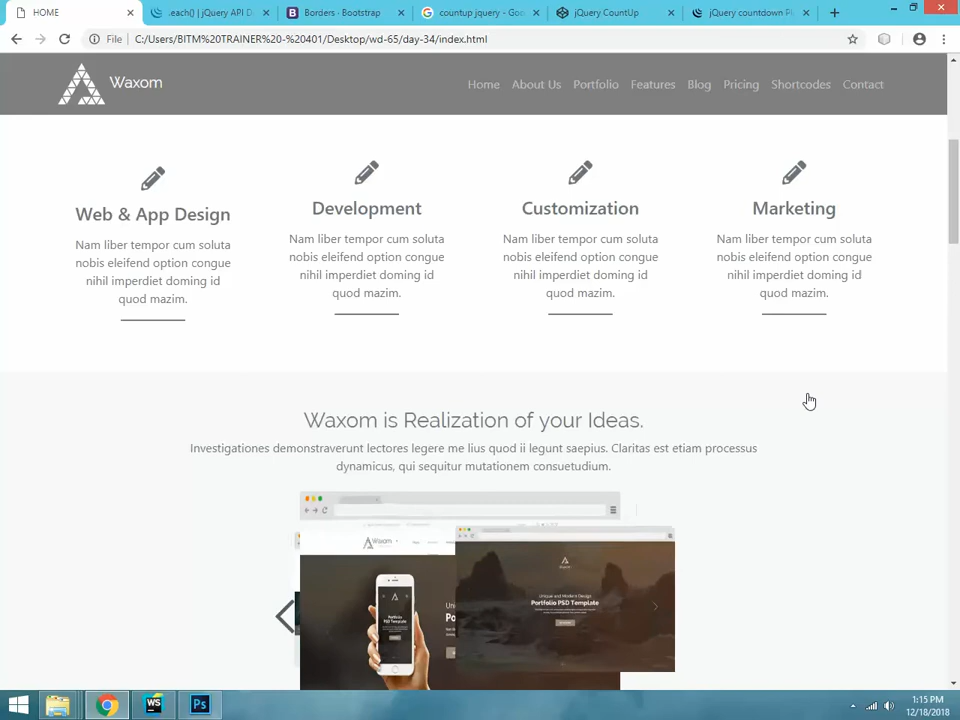 HOME
.each() | jQuery API D
Borders · Bootstrap
countup jquery - Goo
jQuery CountUp
jQuery countdown Pl
File
C:/Users/BITM%20TRAINER%20-%20401/Desktop/wd-65/day-34/index.html
Waxom
Home
About Us
Portfolio
Features
Blog
Pricing
Shortcodes
Contact
Web & App Design
Nam liber tempor cum soluta
nobis eleifend option congue
nihil imperdiet doming id
quod mazim.
Development
Nam liber tempor cum soluta
nobis eleifend option congue
nihil imperdiet doming id
quod mazim.
Customization
Nam liber tempor cum soluta
nobis eleifend option congue
nihil imperdiet doming id
quod mazim.
Marketing
Nam liber tempor cum soluta
nobis eleifend option congue
nihil imperdiet doming id
quod mazim.
Waxom is Realization of your Ideas.
Investigationes demonstraverunt lectores legere me lius quod ii legunt saepius. Claritas est etiam processus
dynamicus, qui sequitur mutationem consuetudium.
Waxom
Portfolio
PSD Template
Waxom
Unique and Modern Design
Portfolio PSD Template
WS
Ps
1:15 PM
12/18/2018